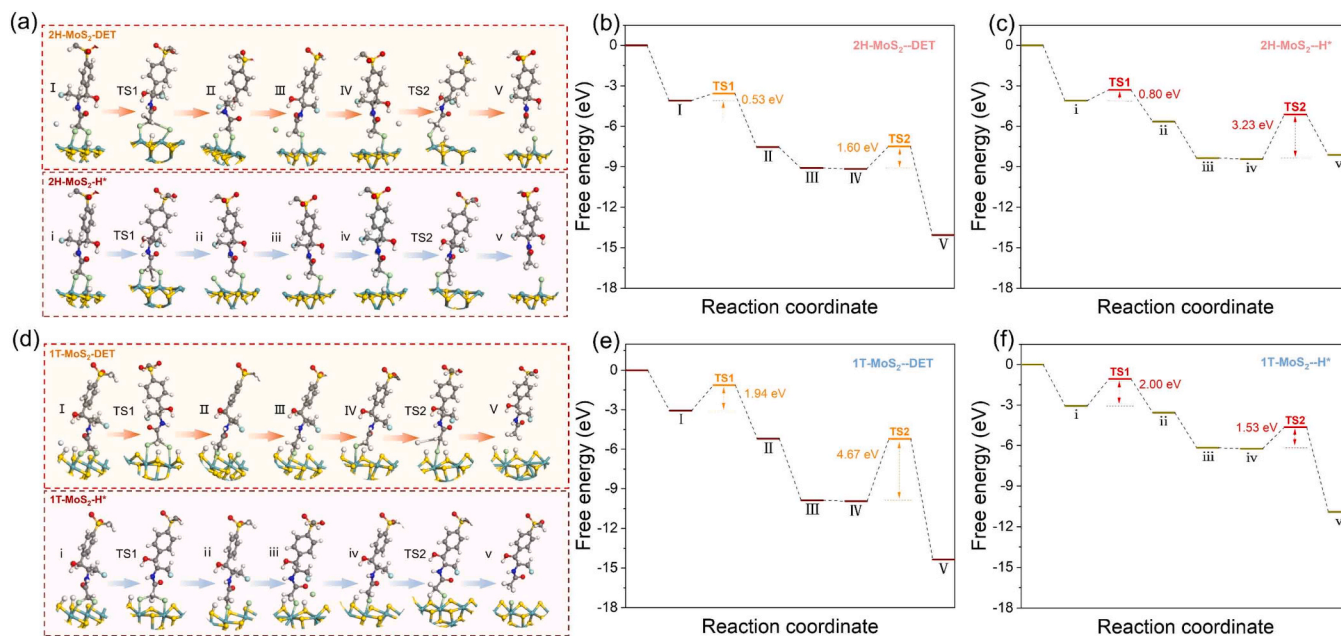 (a)
2H-MoS2-DET
I TS1 II III IV TS2 V
2H-MoS2-H*
i TS1 ii iii iv TS2 v
(b)
2H-MoS2--DET
Free energy (eV)
0
-3
-6
-9
-12
-15
-18
I
TS1
0.53 eV
II
III
IV
1.60 eV
TS2
V
Reaction coordinate
(c)
2H-MoS2--H*
Free energy (eV)
0
-3
-6
-9
-12
-15
-18
i
TS1
0.80 eV
ii
iii
iv
3.23 eV
TS2
v
Reaction coordinate
(d)
1T-MoS2-DET
I TS1 II III IV TS2 V
1T-MoS2-H*
i TS1 ii iii iv TS2 v
(e)
1T-MoS2--DET
Free energy (eV)
0
-3
-6
-9
-12
-15
-18
I
TS1
1.94 eV
II
III
IV
4.67 eV
TS2
V
Reaction coordinate
(f)
1T-MoS2--H*
Free energy (eV)
0
-3
-6
-9
-12
-15
-18
i
TS1
2.00 eV
ii
iii
iv
1.53 eV
TS2
v
Reaction coordinate